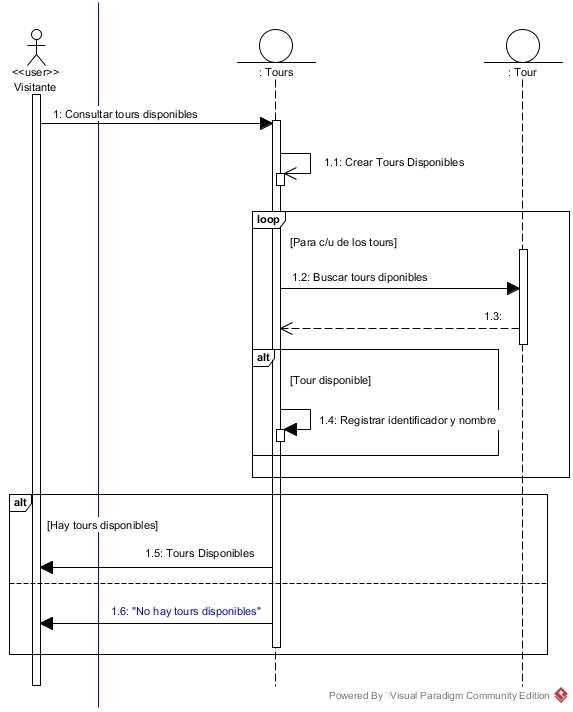 <<user>>
Visitante
: Tours
: Tour
1: Consultar tours disponibles
1.1: Crear Tours Disponibles
loop
[Para c/u de los tours]
1.2: Buscar tours diponibles
1.3:
alt
[Tour disponible]
1.4: Registrar identificador y nombre
alt
[Hay tours disponibles]
1.5: Tours Disponibles
1.6: "No hay tours disponibles"
Powered By Visual Paradigm Community Edition